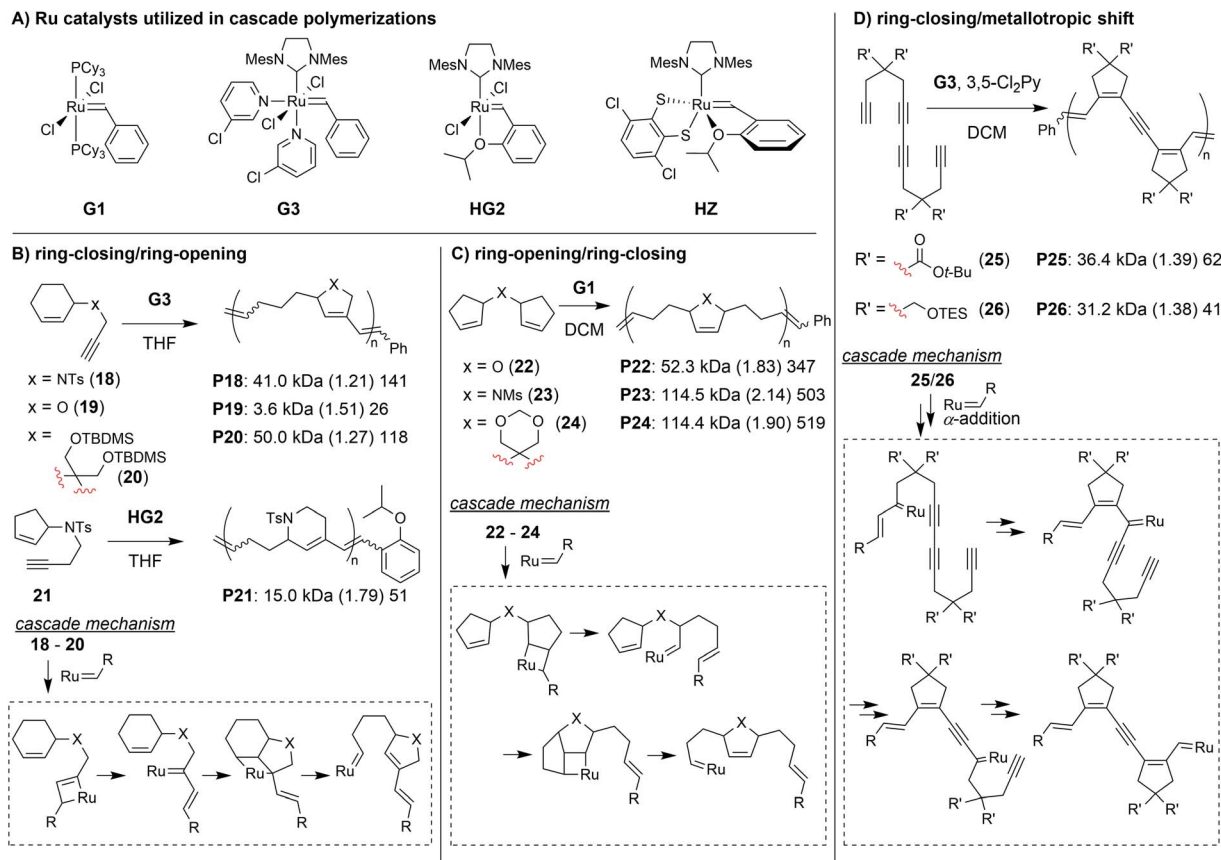 A) Ru catalysts utilized in cascade polymerizations
PCy3
Cl
Ru
Cl
PCy3
G1
Mes N N Mes
Cl
N Ru
Cl
Cl
N
Cl
G3
Mes N N Mes
Cl
Ru
Cl
O
HG2
Mes N N Mes
Cl
S Ru
S
O
Cl
HZ
B) ring-closing/ring-opening
X
G3
THF
X
n
Ph
x = NTs (18)
x = O (19)
x =
OTBDMS
OTBDMS
(20)
P18: 41.0 kDa (1.21) 141
P19: 3.6 kDa (1.51) 26
P20: 50.0 kDa (1.27) 118
NTs
HG2
THF
TsN
n
O
21
P21: 15.0 kDa (1.79) 51
cascade mechanism
18 - 20
Ru R
X
Ru
R
X
Ru
R
X
Ru
R
X
Ru
R
C) ring-opening/ring-closing
X
G1
DCM
X
n
Ph
x = O (22)
x = NMs (23)
x = O O (24)
P22: 52.3 kDa (1.83) 347
P23: 114.5 kDa (2.14) 503
P24: 114.4 kDa (1.90) 519
cascade mechanism
22 - 24
Ru R
X
Ru
R
X
Ru
R
X
Ru
R
X
Ru
R
D) ring-closing/metallotropic shift
R' R'
R' R'
G3, 3,5-Cl2Py
DCM
R' R'
Ph
n
R' R'
R' = O Ot-Bu (25)
P25: 36.4 kDa (1.39) 62
R' = OTES (26)
P26: 31.2 kDa (1.38) 41
cascade mechanism
25/26
Ru R
α-addition
R' R'
Ru
R
R' R'
R' R'
Ru
R
R' R'
R' R'
R
Ru
R' R'
R' R'
R
Ru
R' R'